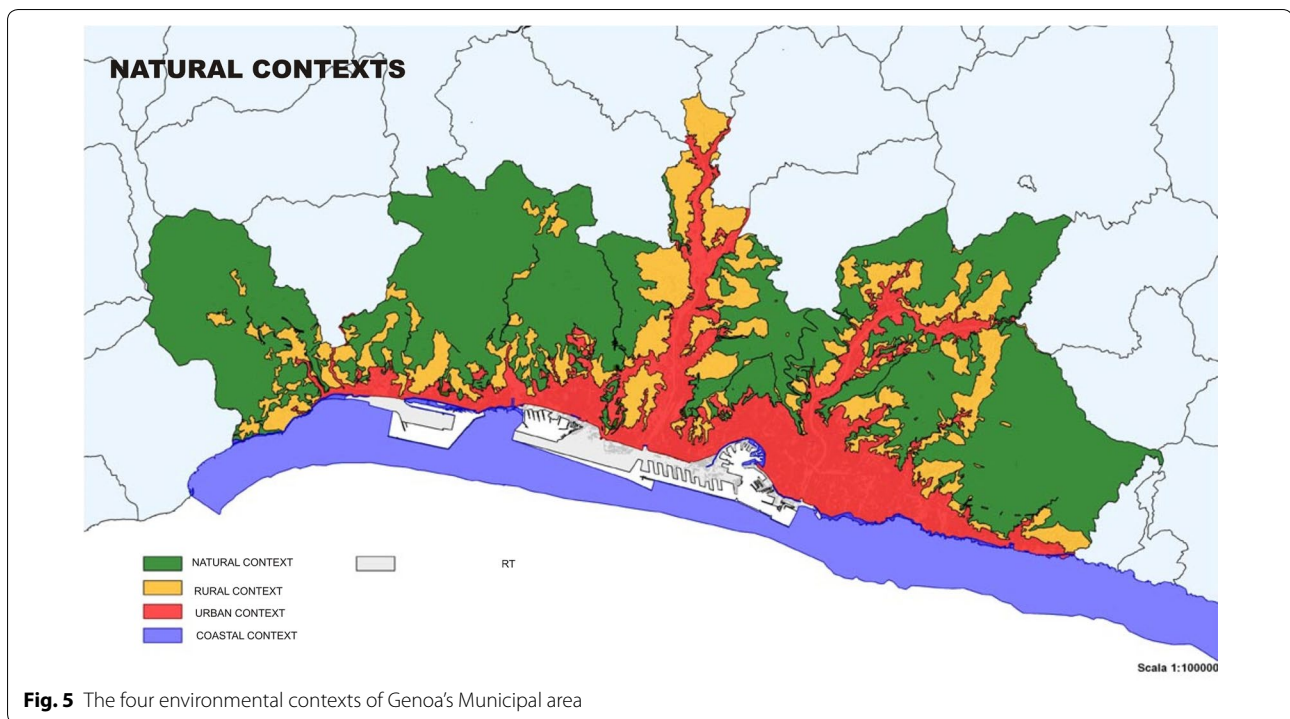 NATURAL CONTEXTS
NATURAL CONTEXT
RT
RURAL CONTEXT
URBAN CONTEXT
COASTAL CONTEXT
Scala 1:100000
Fig. 5 The four environmental contexts of Genoa's Municipal area